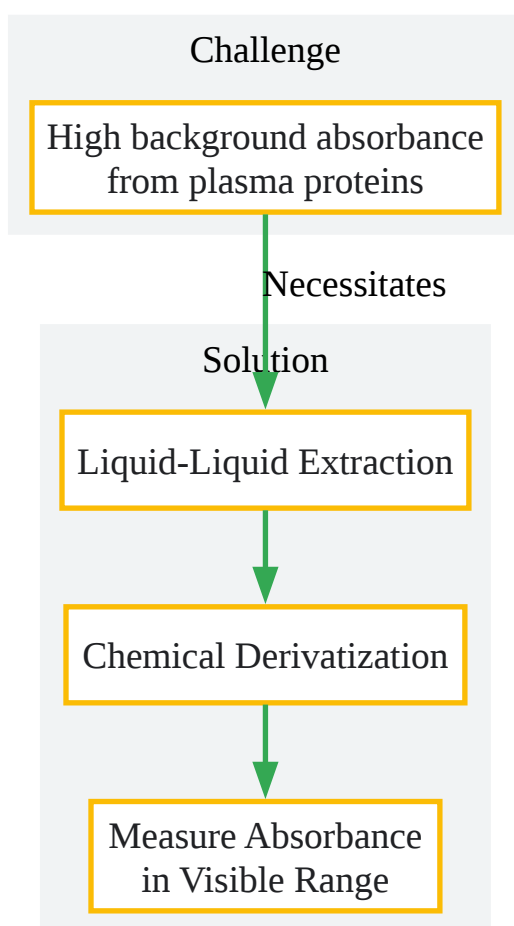 Challenge
High background absorbance
from plasma proteins
Necessitates
Solution
Liquid-Liquid Extraction
Chemical Derivatization
Measure Absorbance
in Visible Range